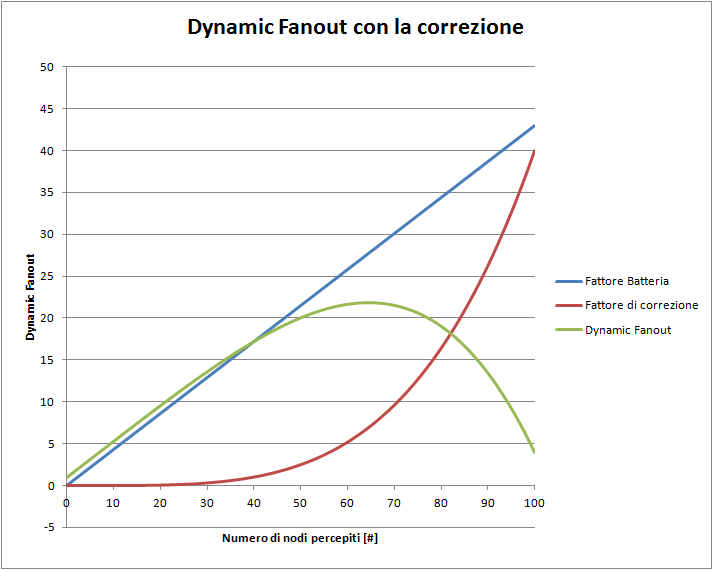 Dynamic Fanout con la correzione
50
45
40
35
30
25
20
15
10
5
0
-5
0 10 20 30 40 50 60 70 80 90 100
Dynamic Fanout
Numero di nodi percepiti [#]
Fattore Batteria
Fattore di correzione
Dynamic Fanout